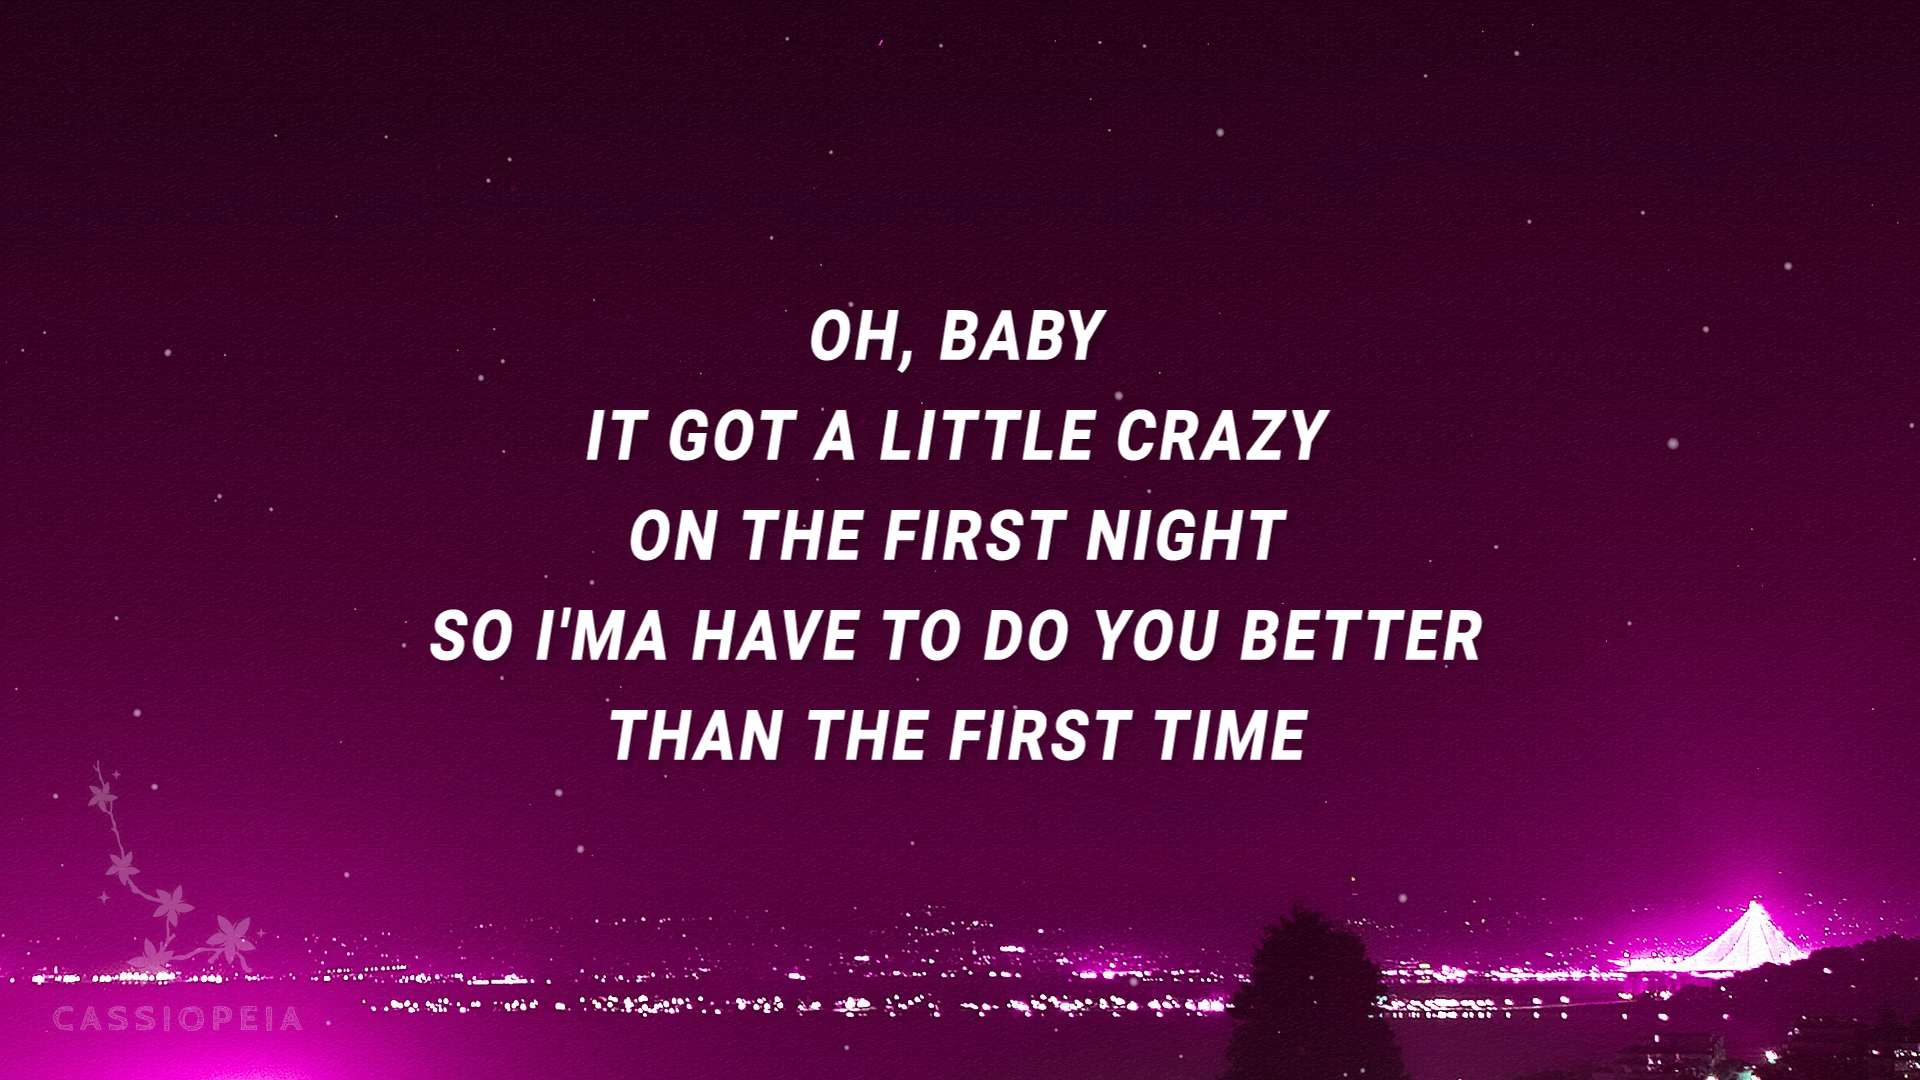 OH, BABY
IT GOT A LITTLE CRAZY
ON THE FIRST NIGHT
SO I'MA HAVE TO DO YOU BETTER
THAN THE FIRST TIME
CASSIOPEIA